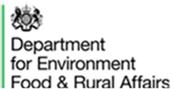 Department
for Environment
Food & Rural Affairs